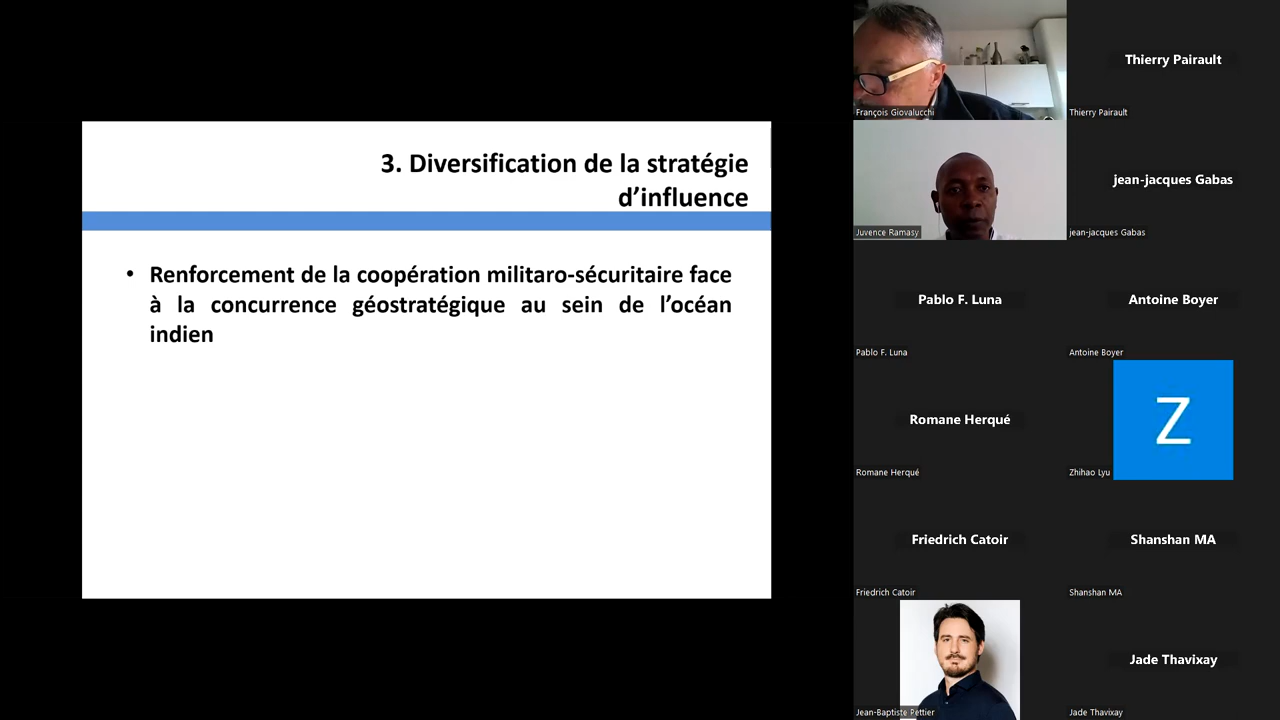 3. Diversification de la stratégie
d’influence
• Renforcement de la coopération militaro-sécuritaire face
à la concurrence géostratégique au sein de l’océan
indien
François Giovalucchi
Thierry Pairault
Thierry Pairault
Juvence Ramasy
jean-jacques Gabas
jean-jacques Gabas
Pablo F. Luna
Pablo F. Luna
Antoine Boyer
Antoine Boyer
Romane Herqué
Romane Herqué
Z
Zhihao Lyu
Friedrich Catoir
Friedrich Catoir
Shanshan MA
Shanshan MA
Jean-Baptiste Pettier
Jade Thavixay
Jade Thavixay